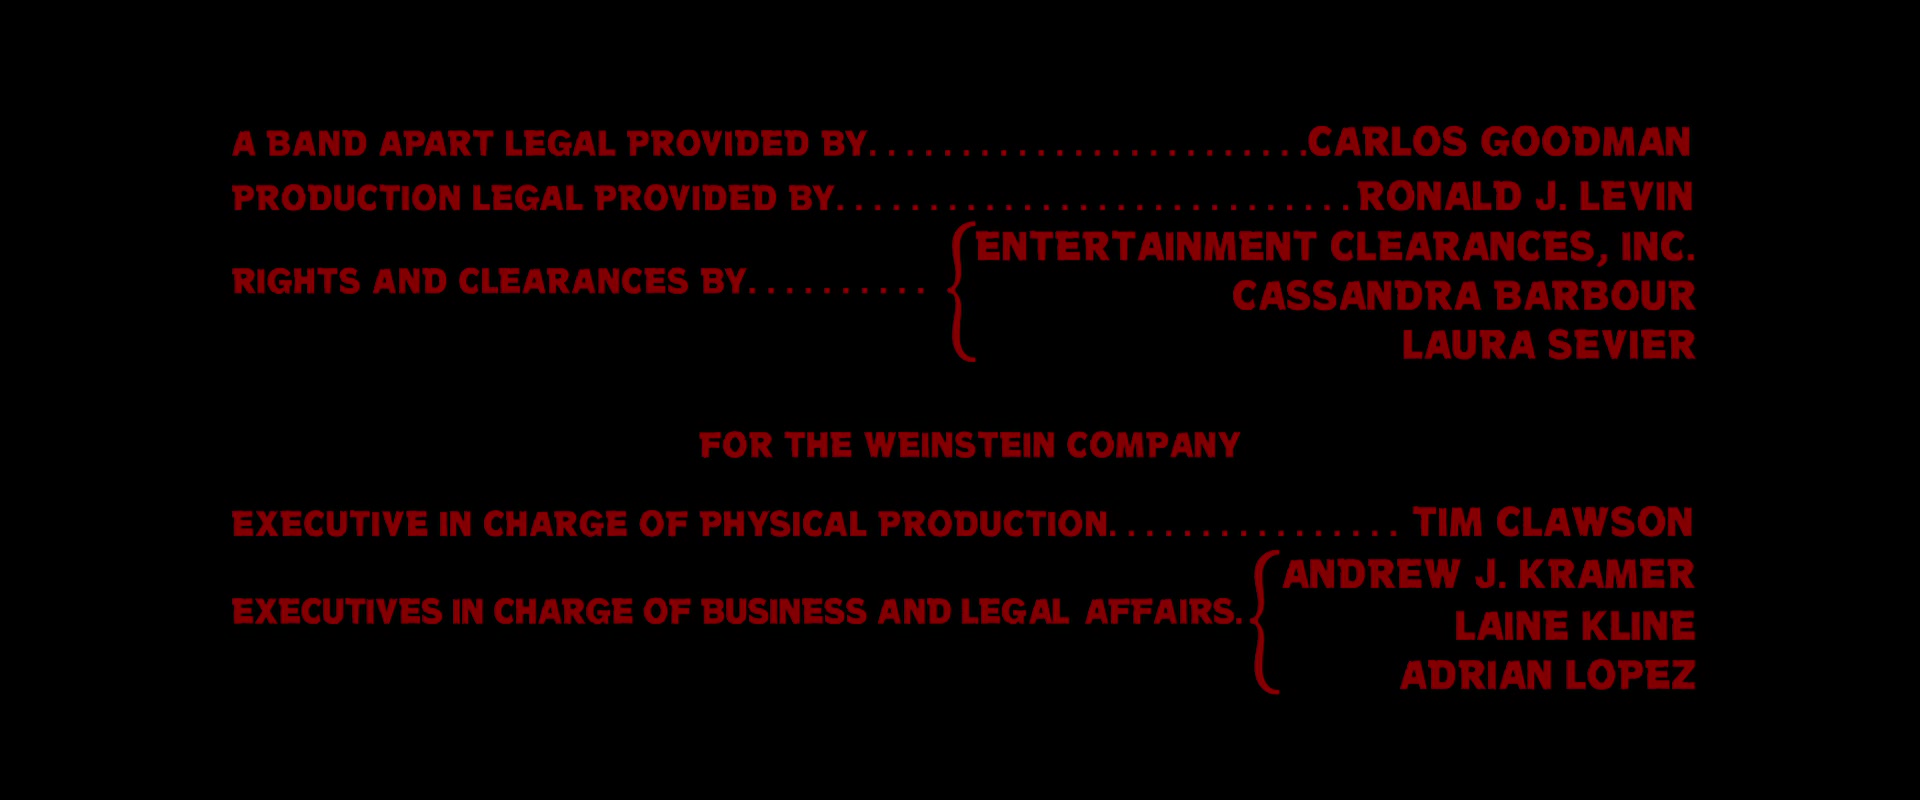 A BAND APART LEGAL PROVIDED BY........................CARLOS GOODMAN
PRODUCTION LEGAL PROVIDED BY............................RONALD J. LEVIN
RIGHTS AND CLEARANCES BY.......... { ENTERTAINMENT CLEARANCES, INC.
CASSANDRA BARBOUR
LAURA SEVIER
FOR THE WEINSTEIN COMPANY
EXECUTIVE IN CHARGE OF PHYSICAL PRODUCTION................ TIM CLAWSON
EXECUTIVES IN CHARGE OF BUSINESS AND LEGAL AFFAIRS. { ANDREW J. KRAMER
LAINE KLINE
ADRIAN LOPEZ